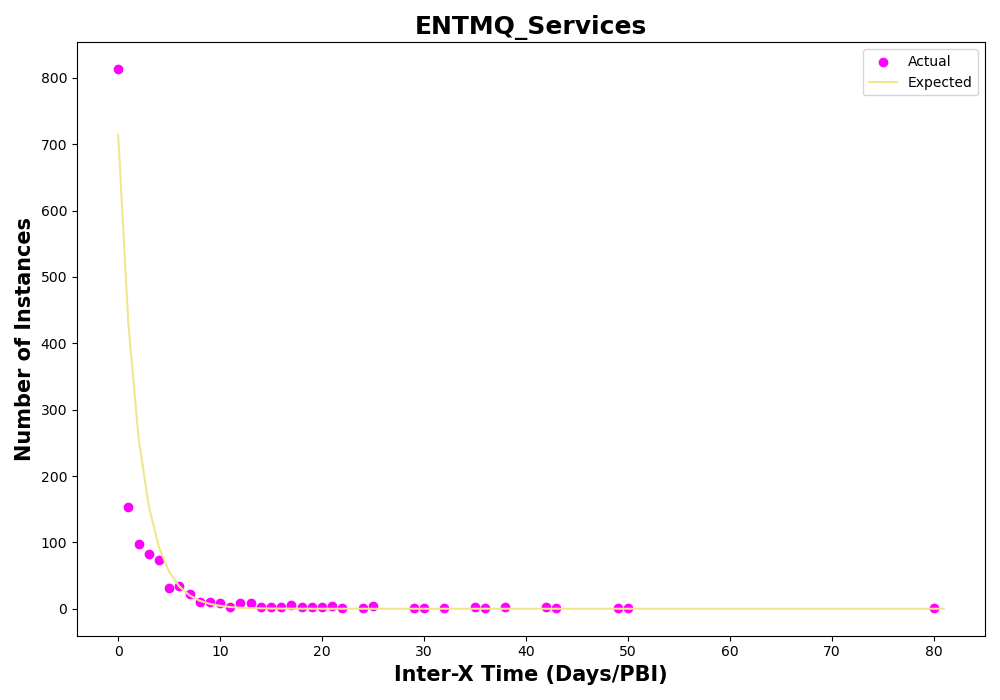 ENTMQ_Services
Actual
Expected
Number of Instances
800
700
600
500
400
300
200
100
0
0 10 20 30 40 50 60 70 80
Inter-X Time (Days/PBI)